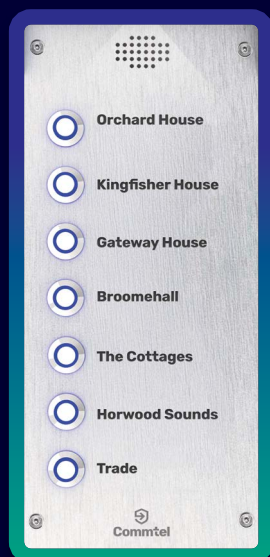 Orchard House
Kingfisher House
Gateway House
Broomehall
The Cottages
Horwood Sounds
Trade
Commtel